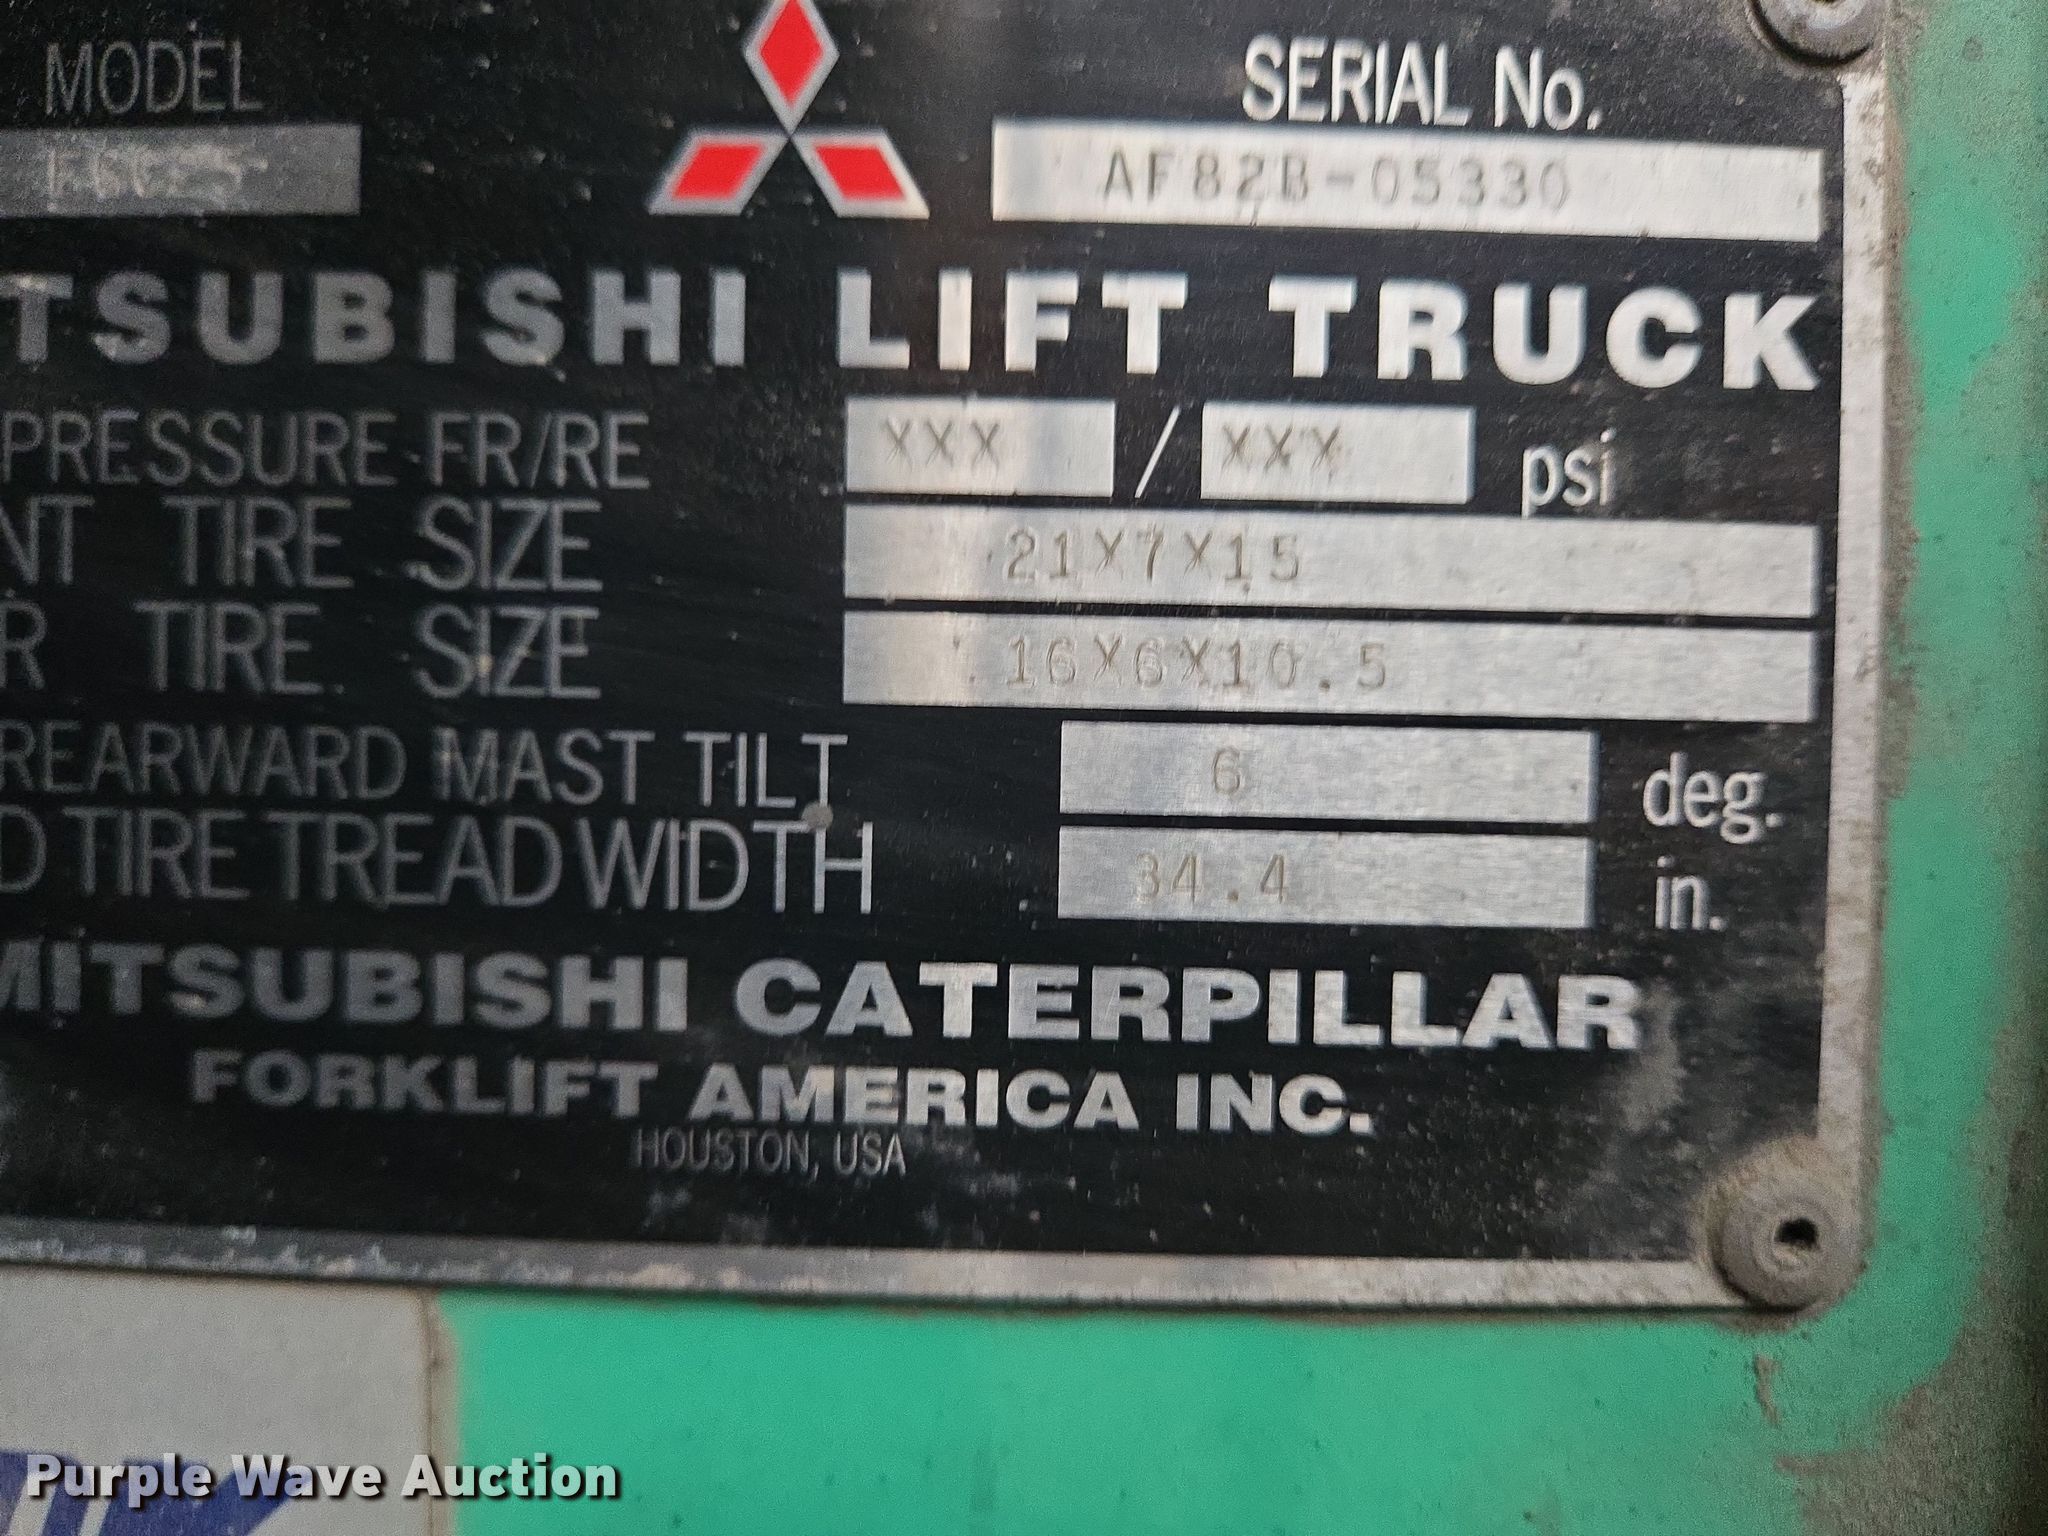 MODEL
SERIAL No.
FGC25
AF82B-05330
TSUBISHI LIFT TRUCK
PRESSURE FR/RE XXX / XXX psi
NT TIRE SIZE 21X7X15
R TIRE SIZE 16X6X10.5
REARWARD MAST TILT 6 deg.
D TIRE TREAD WIDTH 34.4 in.
MITSUBISHI CATERPILLAR
FORKLIFT AMERICA INC.
HOUSTON, USA
Purple Wave Auction